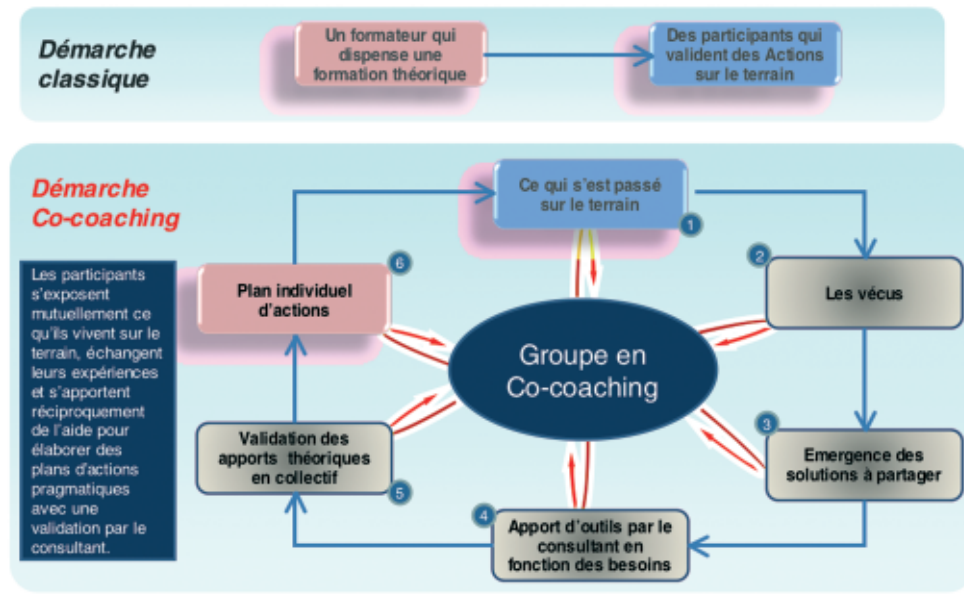 Démarche
classique
Un formateur qui
dispense une
formation théorique
Des participants qui
valident des Actions
sur le terrain
Démarche
Co-coaching
Les participants
s'exposent
mutuellement ce
qu'ils vivent sur le
terrain, échangent
leurs expériences
et s'apportent
réciproquement
de l'aide pour
élaborer des
plans d'actions
pragmatiques
avec une
validation par le
consultant.
Ce qui s'est passé
sur le terrain
1
2
Les vécus
3
Emergence des
solutions à partager
4
Apport d'outils par le
consultant en
fonction des besoins
Validation des
apports théoriques
en collectif
5
6
Plan individuel
d'actions
Groupe en
Co-coaching